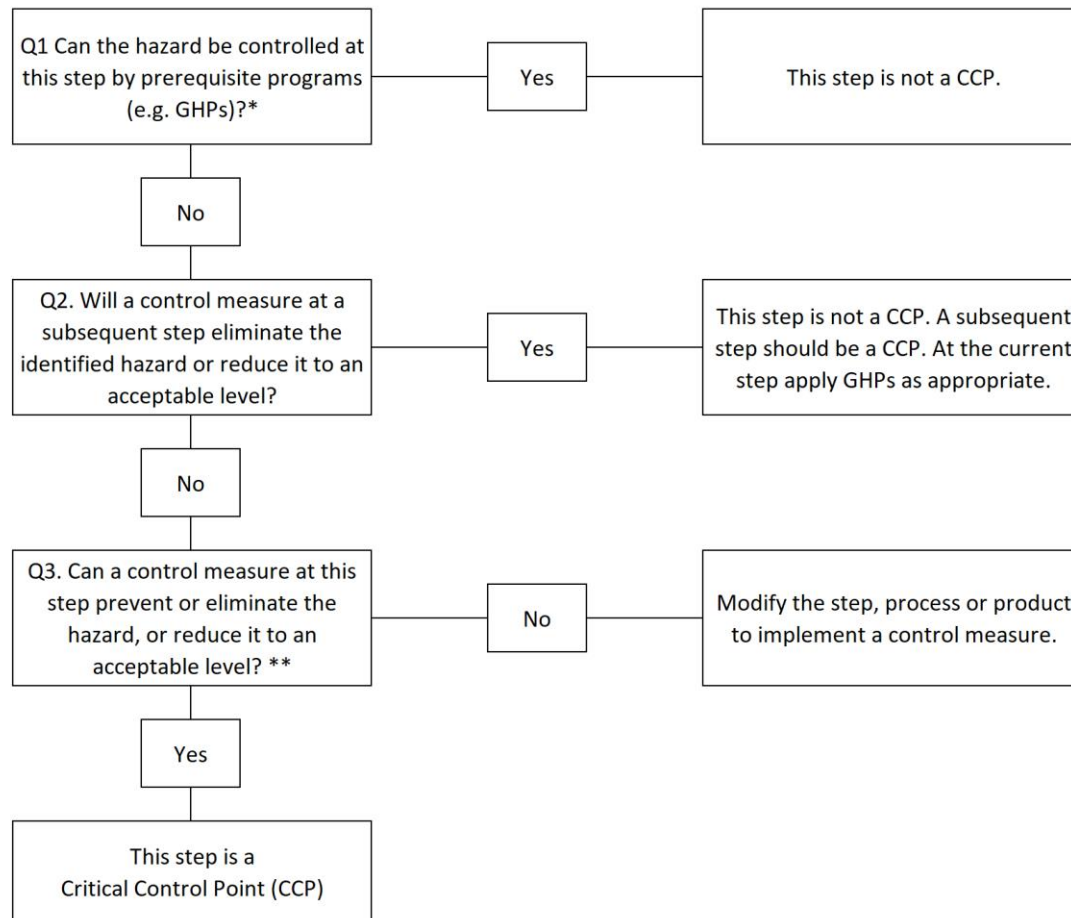 Q1 Can the hazard be controlled at
this step by prerequisite programs
(e.g. GHPs)?*
Yes
This step is not a CCP.
No
Q2. Will a control measure at a
subsequent step eliminate the
identified hazard or reduce it to an
acceptable level?
Yes
This step is not a CCP. A subsequent
step should be a CCP. At the current
step apply GHPs as appropriate.
No
Q3. Can a control measure at this
step prevent or eliminate the
hazard, or reduce it to an
acceptable level? **
No
Modify the step, process or product
to implement a control measure.
Yes
This step is a
Critical Control Point (CCP)